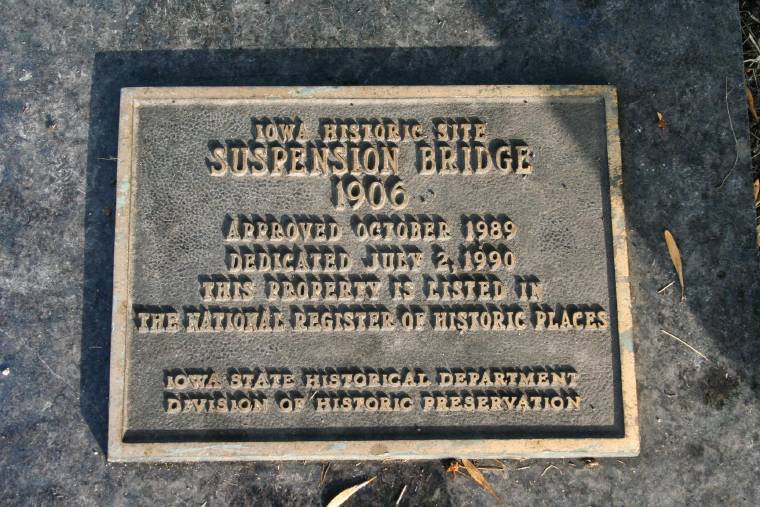 IOWA HISTORIC SITE
SUSPENSION BRIDGE
1906
APPROVED OCTOBER 1989
DEDICATED JULY 2, 1990
THIS PROPERTY IS LISTED IN
THE NATIONAL REGISTER OF HISTORIC PLACES
IOWA STATE HISTORICAL DEPARTMENT
DIVISION OF HISTORIC PRESERVATION